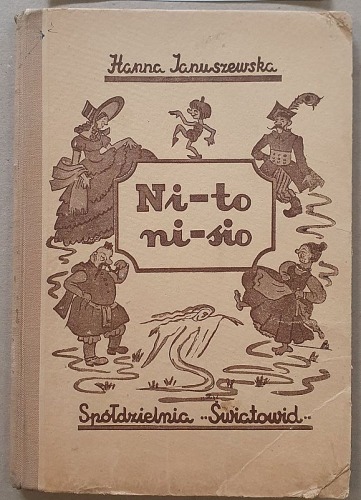 Hanna Januszewska
Ni-to
ni-sio
Spółdzielnia „Światowid„